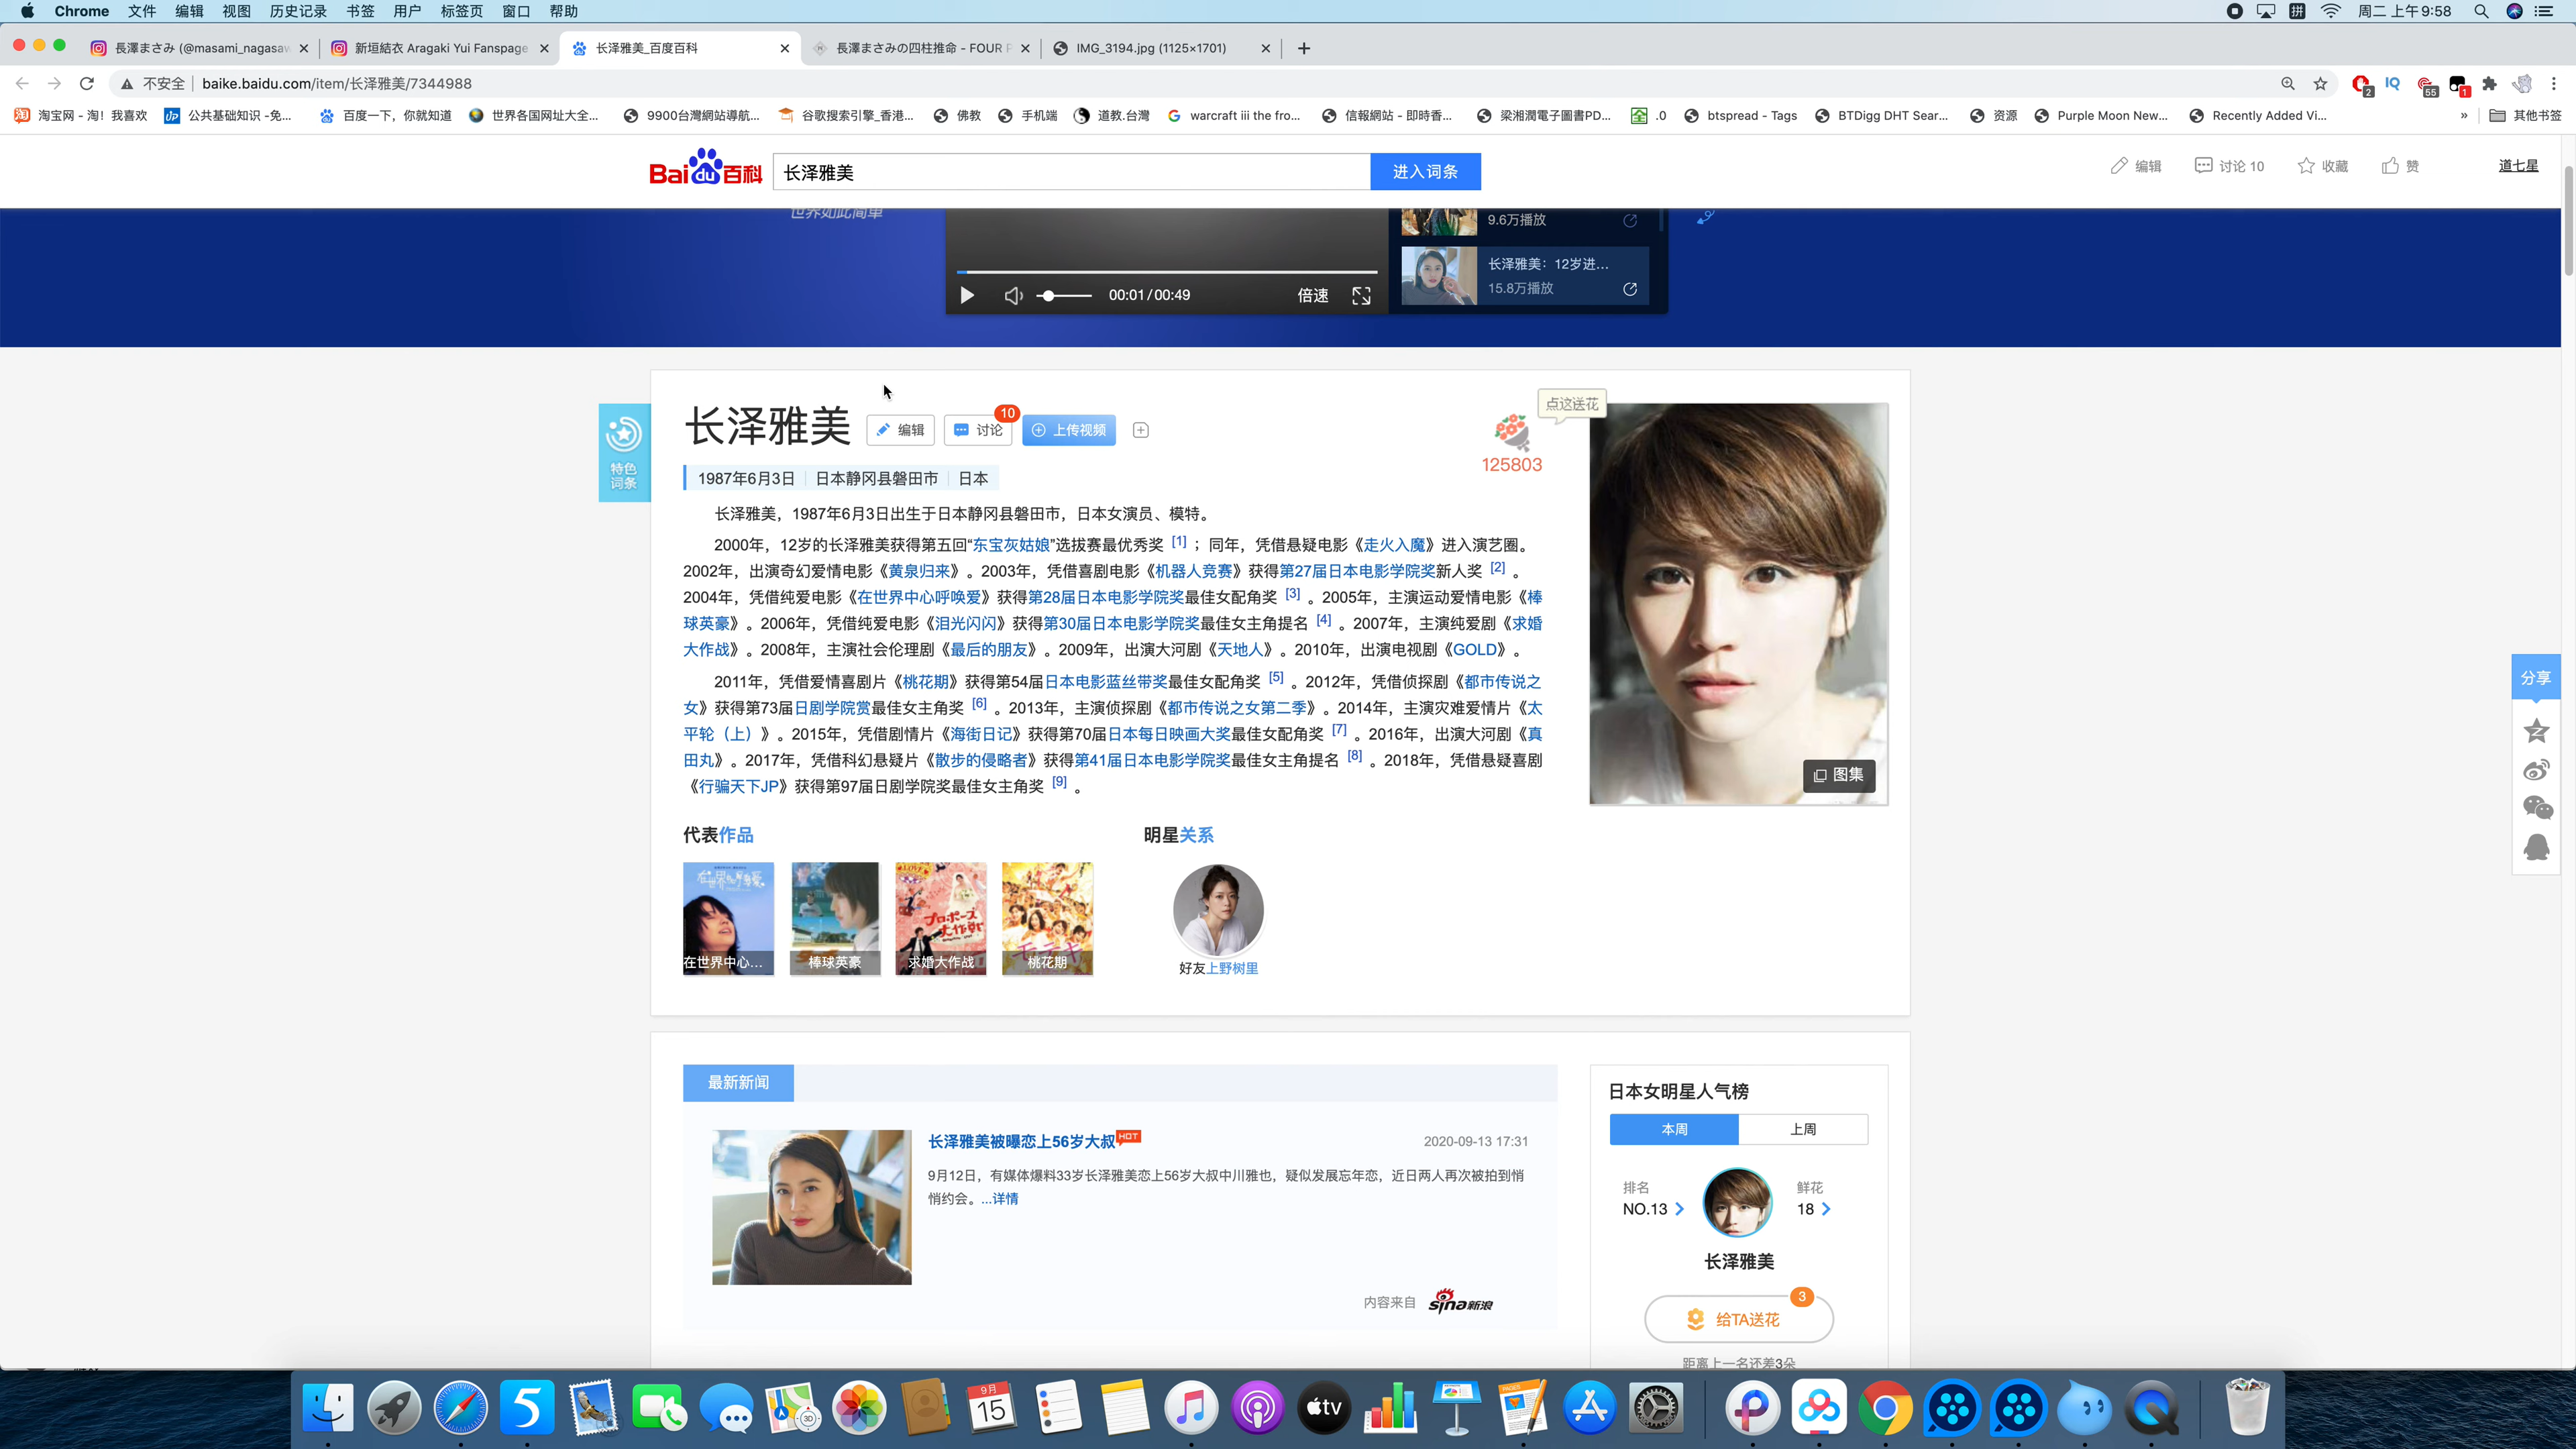 Chrome 文件 编辑 视图 历史记录 书签 用户 标签页 窗口 帮助 拼 周二 上午9:58
長澤まさみ (@masami_nagasaw 新垣結衣 Aragaki Yui Fanspage 长泽雅美_百度百科 長澤まさみの四柱推命 - FOUR P IMG_3194.jpg (1125×1701)
不安全 baike.baidu.com/item/长泽雅美/7344988 2 IQ 55 1
淘 淘宝网 - 淘！我喜欢 公共基础知识 -免... 百度一下，你就知道 世界各国网址大全... 9900台灣網站導航... 谷歌搜索引擎_香港... 佛教 手机端 道教.台灣 warcraft iii the fro... 信報網站 - 即時香... 梁湘潤電子圖書PD... .0 btspread - Tags BTDigg DHT Sear... 资源 Purple Moon New... Recently Added Vi... » 其他书签
Baidu百科 长泽雅美 进入词条 编辑 讨论 10 收藏 赞 道七星
世界如此简单
9.6万播放
长泽雅美：12岁进...
15.8万播放
00:01/00:49 倍速
特色
词条
长泽雅美 编辑 讨论 10 上传视频
点这送花
125803
1987年6月3日 日本静冈县磐田市 日本
长泽雅美，1987年6月3日出生于日本静冈县磐田市，日本女演员、模特。
2000年，12岁的长泽雅美获得第五回“东宝灰姑娘”选拔赛最优秀奖 [1] ；同年，凭借悬疑电影《走火入魔》进入演艺圈。
2002年，出演奇幻爱情电影《黄泉归来》。2003年，凭借喜剧电影《机器人竞赛》获得第27届日本电影学院奖新人奖 [2] 。
2004年，凭借纯爱电影《在世界中心呼唤爱》获得第28届日本电影学院奖最佳女配角奖 [3] 。2005年，主演运动爱情电影《棒
球英豪》。2006年，凭借纯爱电影《泪光闪闪》获得第30届日本电影学院奖最佳女主角提名 [4] 。2007年，主演纯爱剧《求婚
大作战》。2008年，主演社会伦理剧《最后的朋友》。2009年，出演大河剧《天地人》。2010年，出演电视剧《GOLD》。
2011年，凭借爱情喜剧片《桃花期》获得第54届日本电影蓝丝带奖最佳女配角奖 [5] 。2012年，凭借侦探剧《都市传说之
女》获得第73届日剧学院赏最佳女主角奖 [6] 。2013年，主演侦探剧《都市传说之女第二季》。2014年，主演灾难爱情片《太
平轮（上）》。2015年，凭借剧情片《海街日记》获得第70届日本每日映画大奖最佳女配角奖 [7] 。2016年，出演大河剧《真
田丸》。2017年，凭借科幻悬疑片《散步的侵略者》获得第41届日本电影学院奖最佳女主角提名 [8] 。2018年，凭借悬疑喜剧
《行骗天下JP》获得第97届日剧学院奖最佳女主角奖 [9] 。
图集
分享
代表作品 明星关系
プロポーズ
大作戦
モテキ
在世界中心... 棒球英豪 求婚大作战 桃花期
好友上野树里
最新新闻
长泽雅美被曝恋上56岁大叔 HOT 2020-09-13 17:31
9月12日，有媒体爆料33岁长泽雅美恋上56岁大叔中川雅也，疑似发展忘年恋，近日两人再次被拍到悄
悄约会。...详情
内容来自 sina新浪
日本女明星人气榜
本周 上周
排名 鲜花
NO.13 18
长泽雅美
3
给TA送花
距离上一名还差3朵
5 9月 15 3D tv PAGES